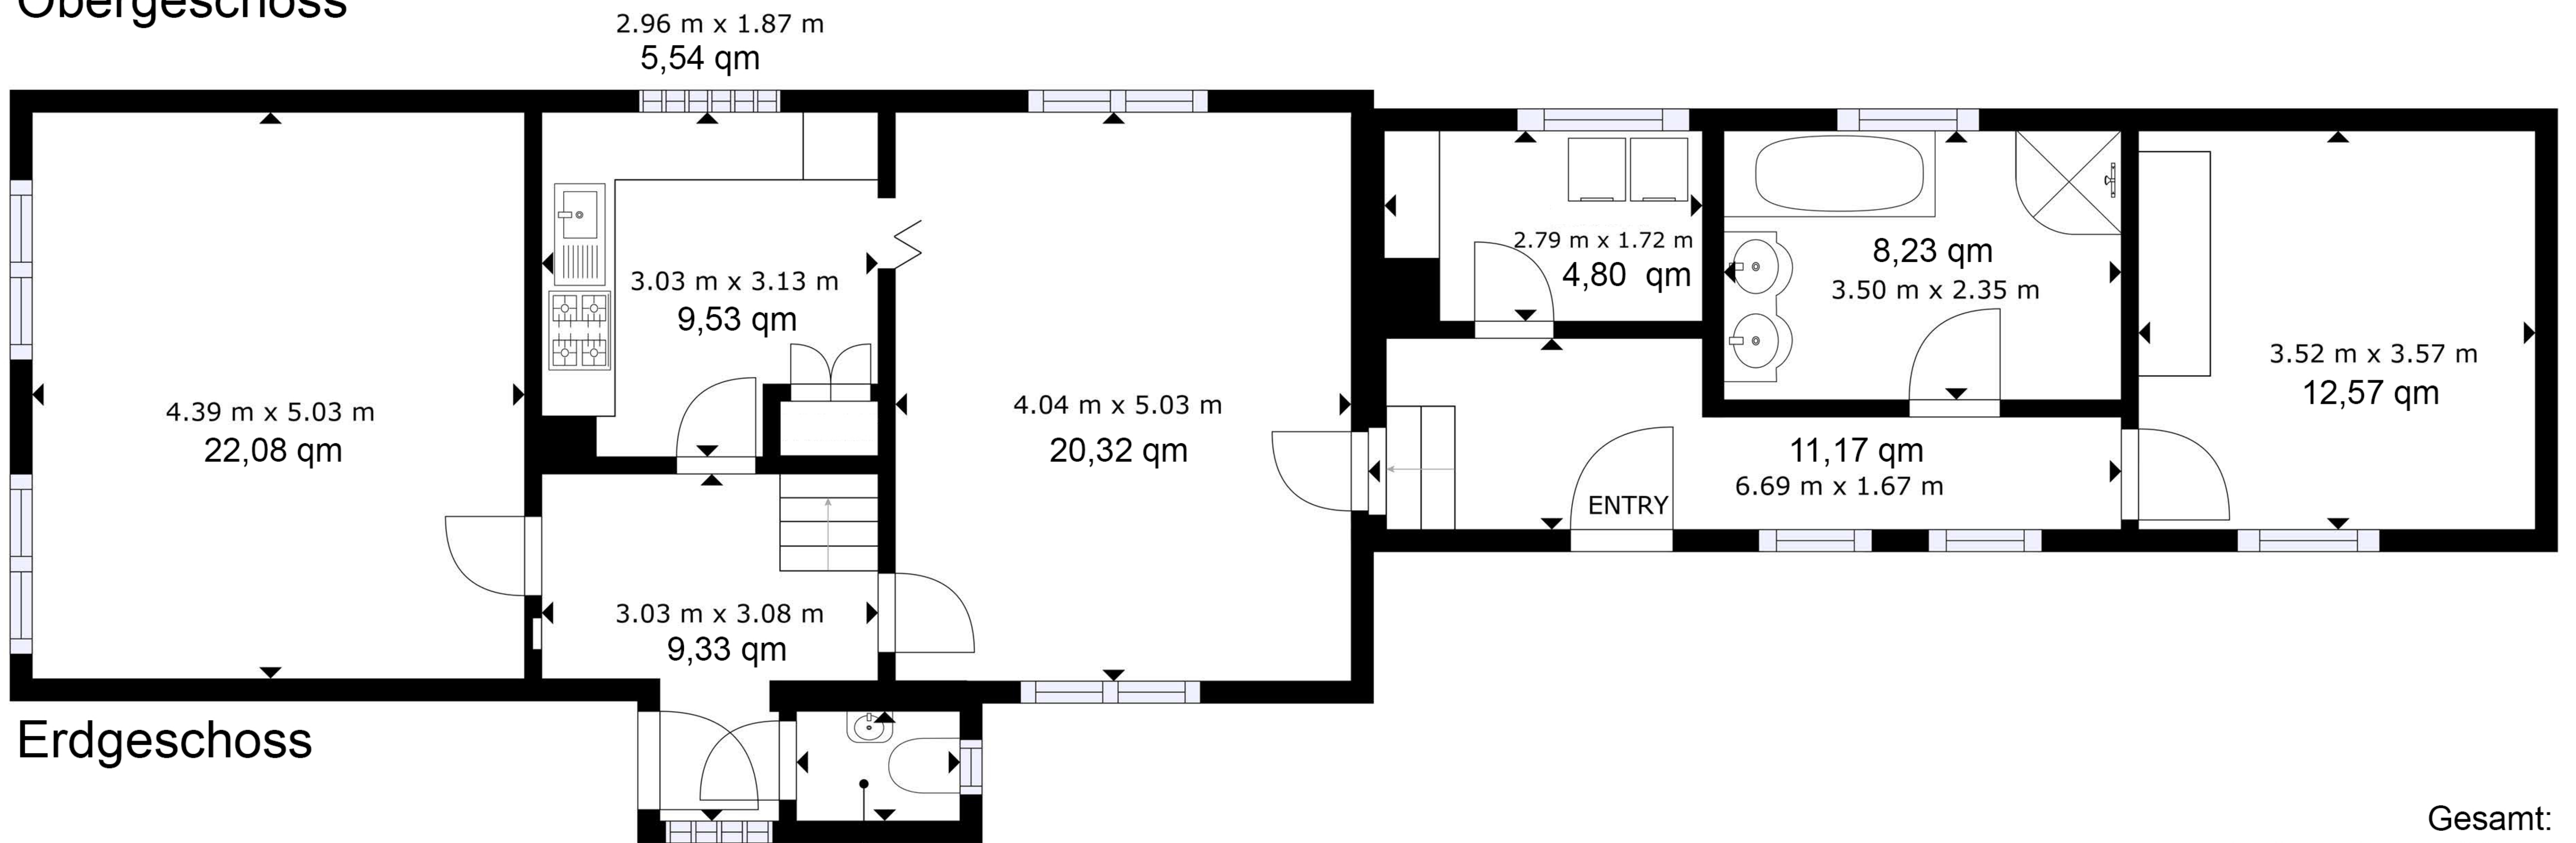 Obergeschoss
2.96 m x 1.87 m
5,54 qm
3.03 m x 3.13 m
9,53 qm
2.79 m x 1.72 m
4,80 qm
8,23 qm
3.50 m x 2.35 m
3.52 m x 3.57 m
12,57 qm
4.39 m x 5.03 m
22,08 qm
4.04 m x 5.03 m
20,32 qm
11,17 qm
6.69 m x 1.67 m
ENTRY
3.03 m x 3.08 m
9,33 qm
Erdgeschoss
Gesamt: